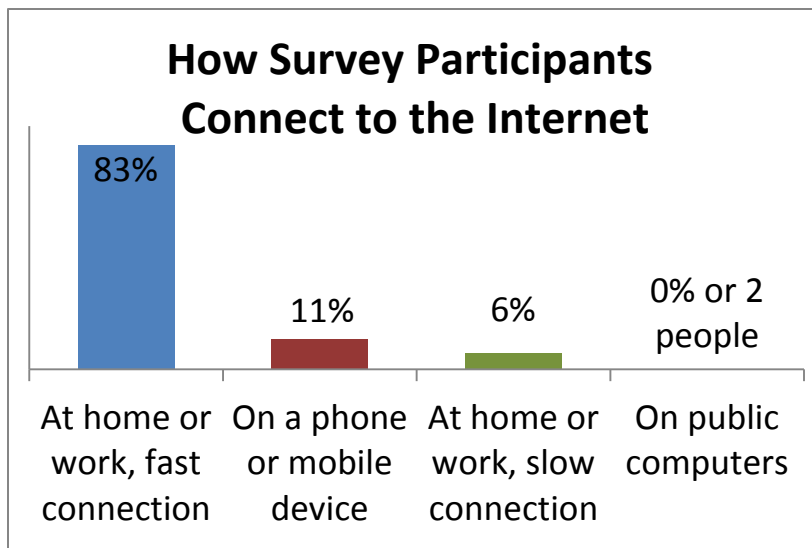 How Survey Participants
Connect to the Internet
83%
11%
6%
0% or 2
people
At home or
work, fast
connection
On a phone
or mobile
device
At home or
work, slow
connection
On public
computers